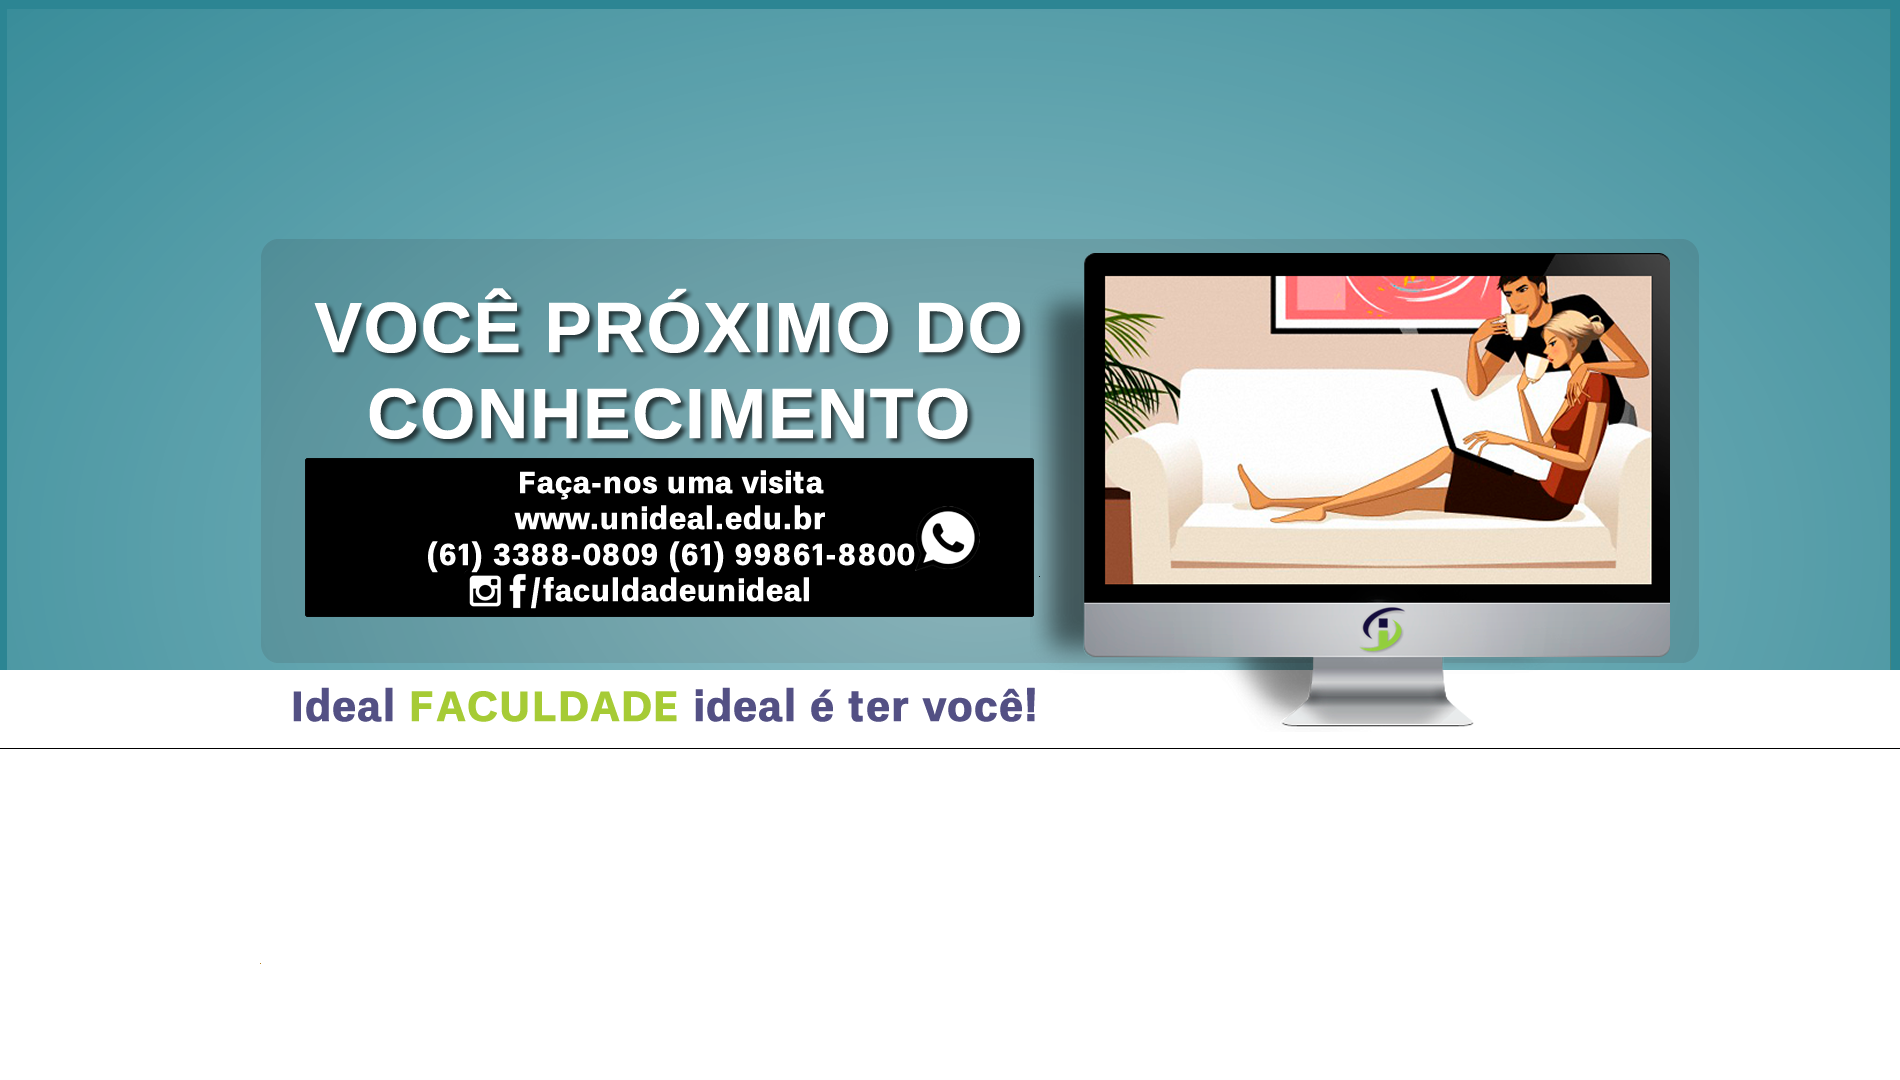 VOCÊ PRÓXIMO DO
CONHECIMENTO
Faça-nos uma visita
www.unideal.edu.br
(61) 3388-0809 (61) 99861-8800
/faculdadeunideal
Ideal FACULDADE ideal é ter você!